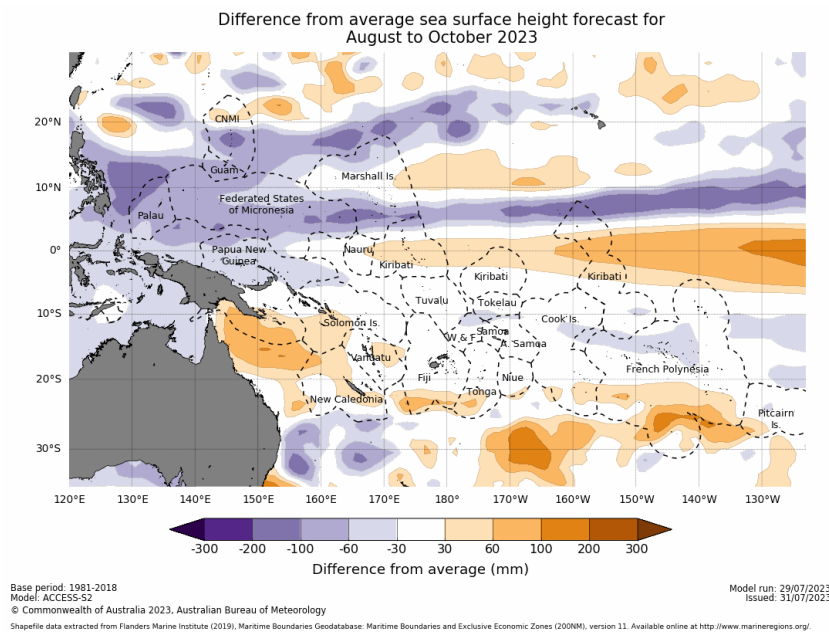 Difference from average sea surface height forecast for
August to October 2023
20°N
10°N
0°
10°S
20°S
30°S
CNMI
Guam
Marshall Is.
Federated States
of Micronesia
Palau
Papua New
Guinea
Nauru
Kiribati
Kiribati
Kiribati
Tuvalu
Tokelau
Solomon Is.
Cook Is.
Samoa
W & F
A. Samoa
Vanuatu
French Polynesia
Fiji
Niue
Tonga
New Caledonia
Pitcairn
Is.
120°E 130°E 140°E 150°E 160°E 170°E 180° 170°W 160°W 150°W 140°W 130°W
-300 -200 -100 -60 -30 30 60 100 200 300
Difference from average (mm)
Base period: 1981-2018
Model: ACCESS-S2
© Commonwealth of Australia 2023, Australian Bureau of Meteorology
Model run: 29/07/2023
Issued: 31/07/2023
Shapefile data extracted from Flanders Marine Institute (2019), Maritime Boundaries Geodatabase: Maritime Boundaries and Exclusive Economic Zones (200NM), version 11. Available online at http://www.marineregions.org/.